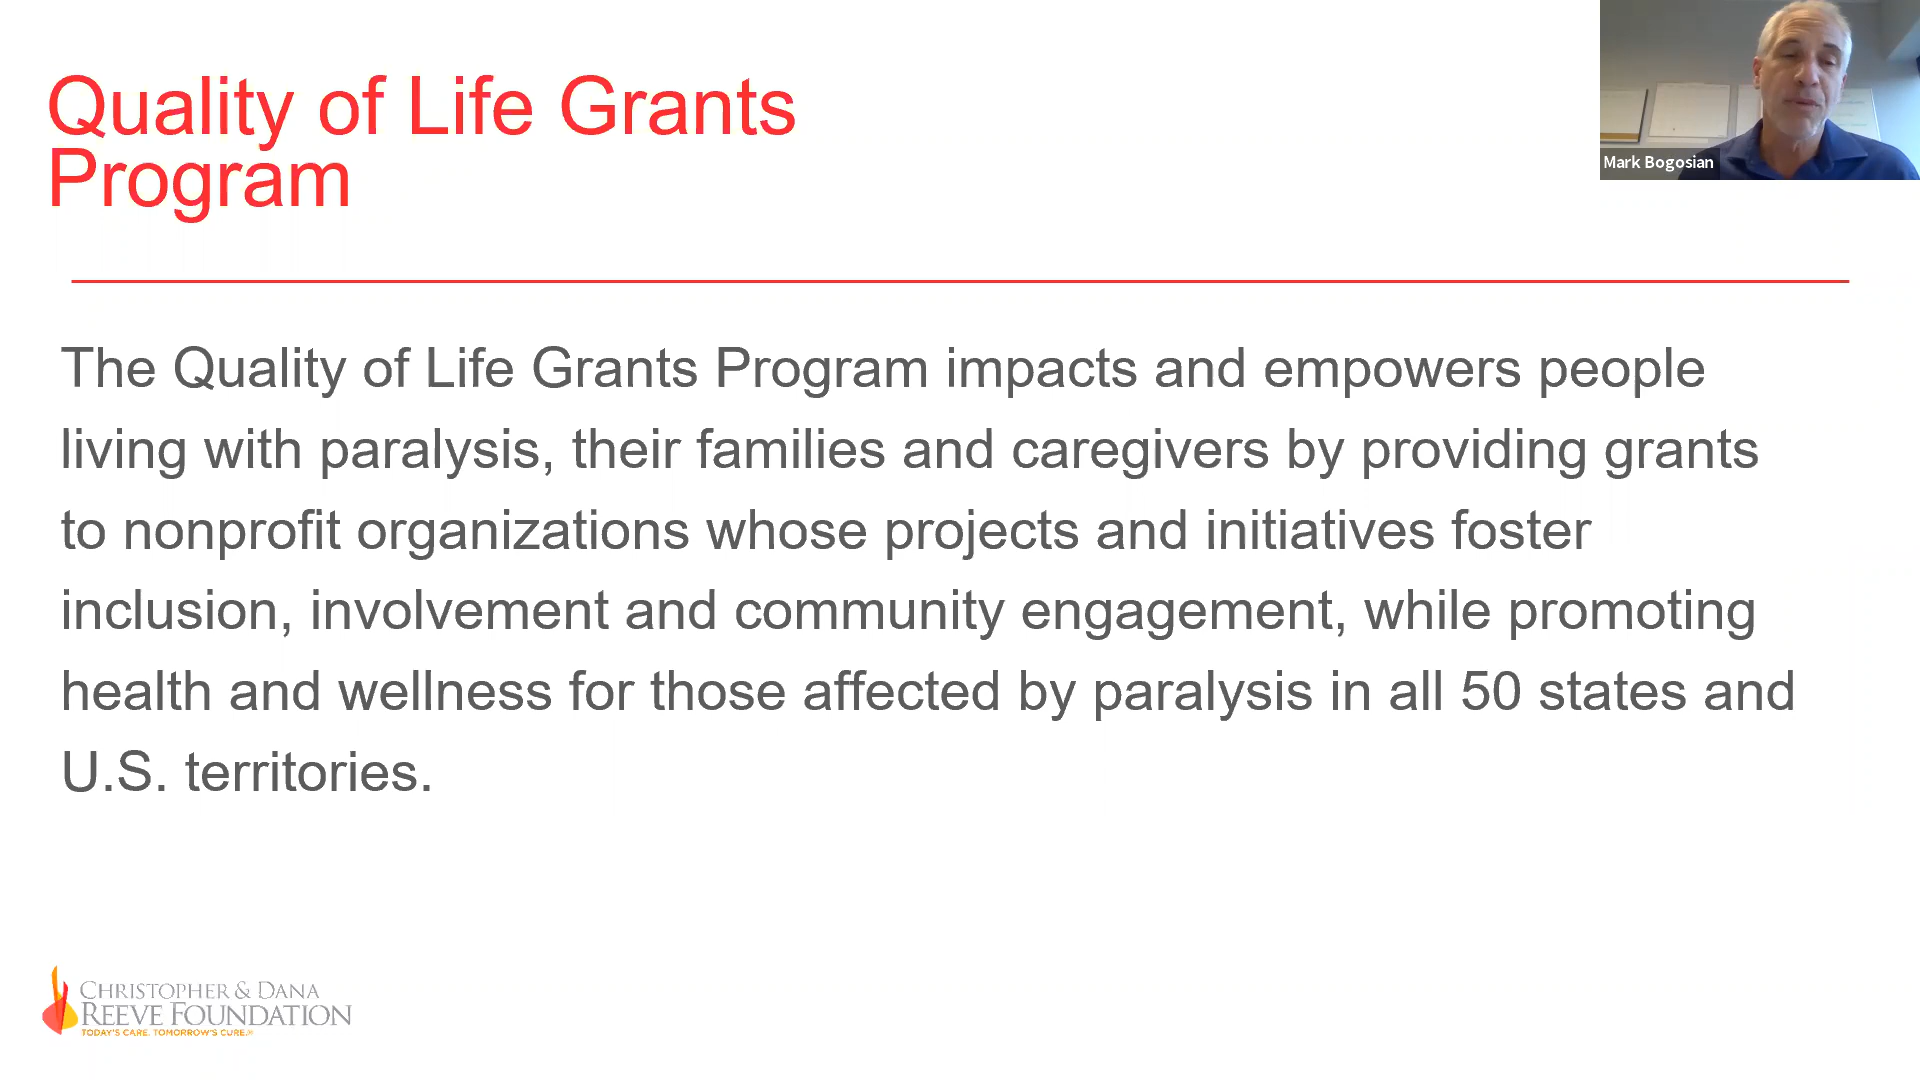 Quality of Life Grants
Program
Mark Bogosian
The Quality of Life Grants Program impacts and empowers people
living with paralysis, their families and caregivers by providing grants
to nonprofit organizations whose projects and initiatives foster
inclusion, involvement and community engagement, while promoting
health and wellness for those affected by paralysis in all 50 states and
U.S. territories.
CHRISTOPHER & DANA
REEVE FOUNDATION
TODAY'S CARE. TOMORROW'S CURE.®